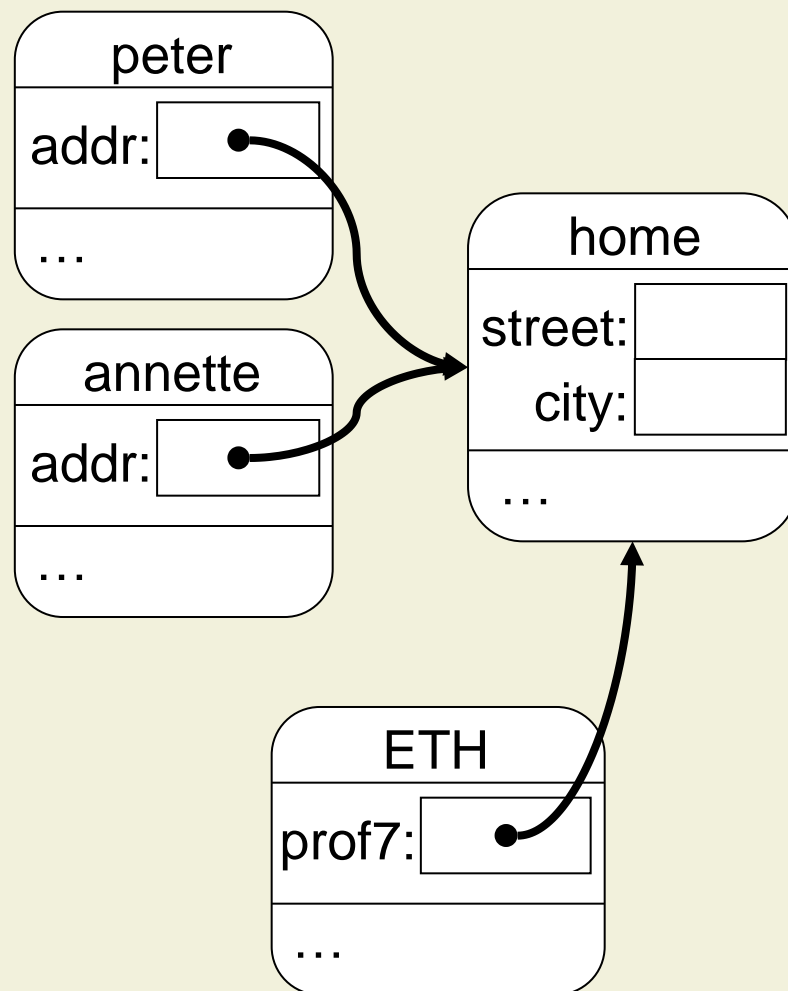 peter
addr:
…
annette
addr:
…
home
street:
city:
…
ETH
prof7:
…